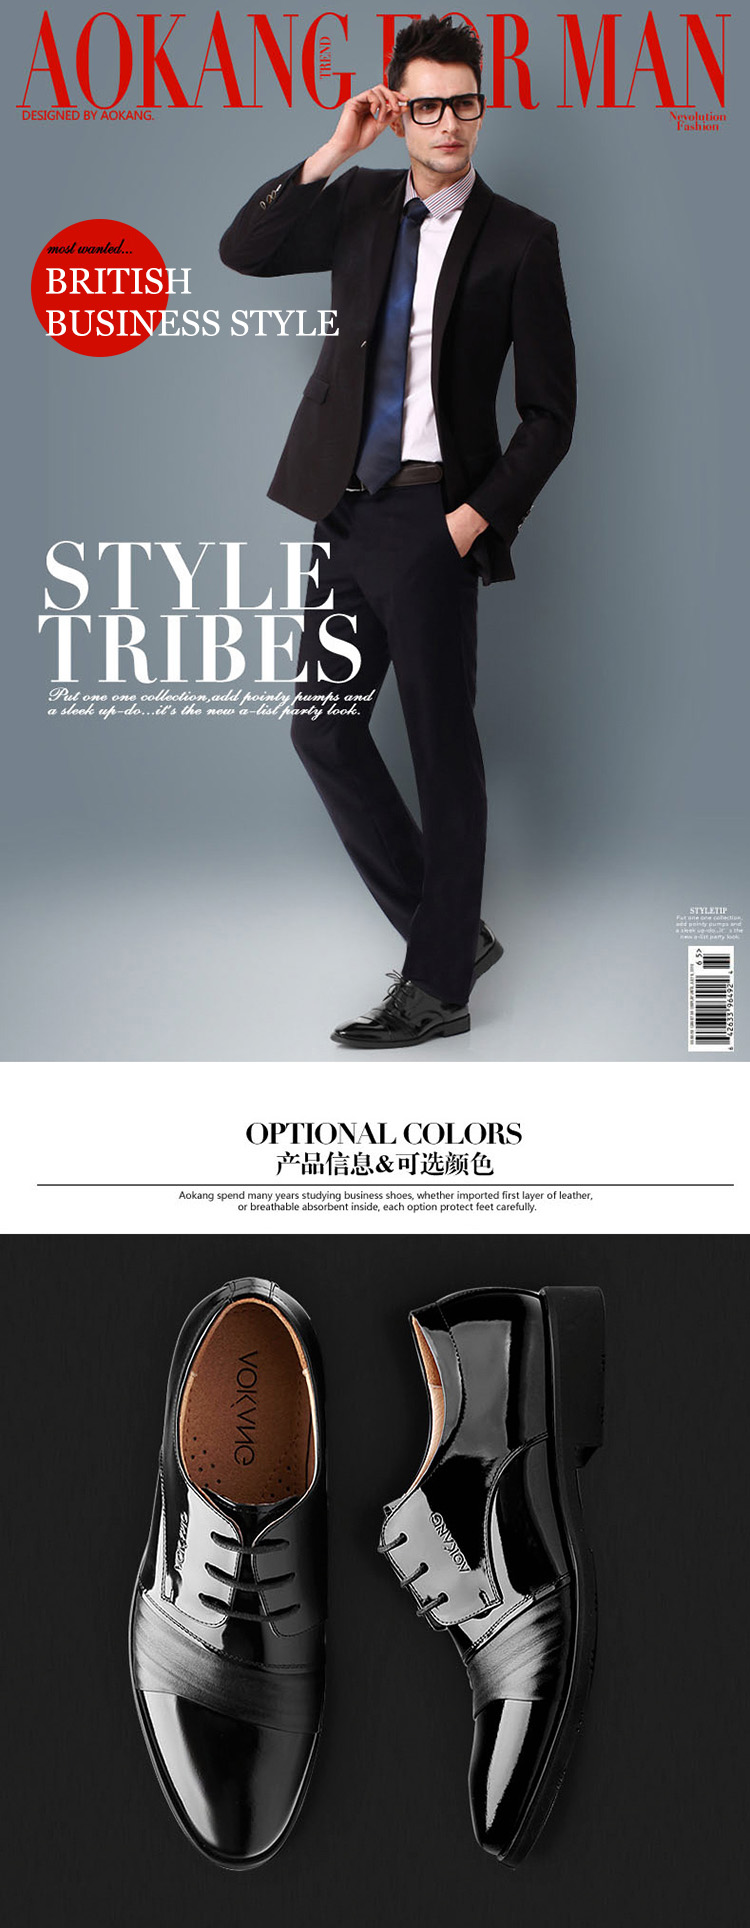 AOKANG FOR MAN
TREND
DESIGNED BY AOKANG.
Nevolution
Fashion
most wanted...
BRITISH
BUSINESS STYLE
STYLE
TRIBES
Put one one collection,add pointy pumps and
a sleek up-do...it's the new a-list party look.
STYLETIP
Put one one collection,
add pointy pumps and
a sleek up-do...it's the
new a-list party look.
65>
6 42633 96492 4
OPTIONAL COLORS
产品信息&可选颜色
Aokang spend many years studying business shoes, whether imported first layer of leather,
or breathable absorbent inside, each option protect feet carefully.
AOKANG
AOKANG
AOKANG